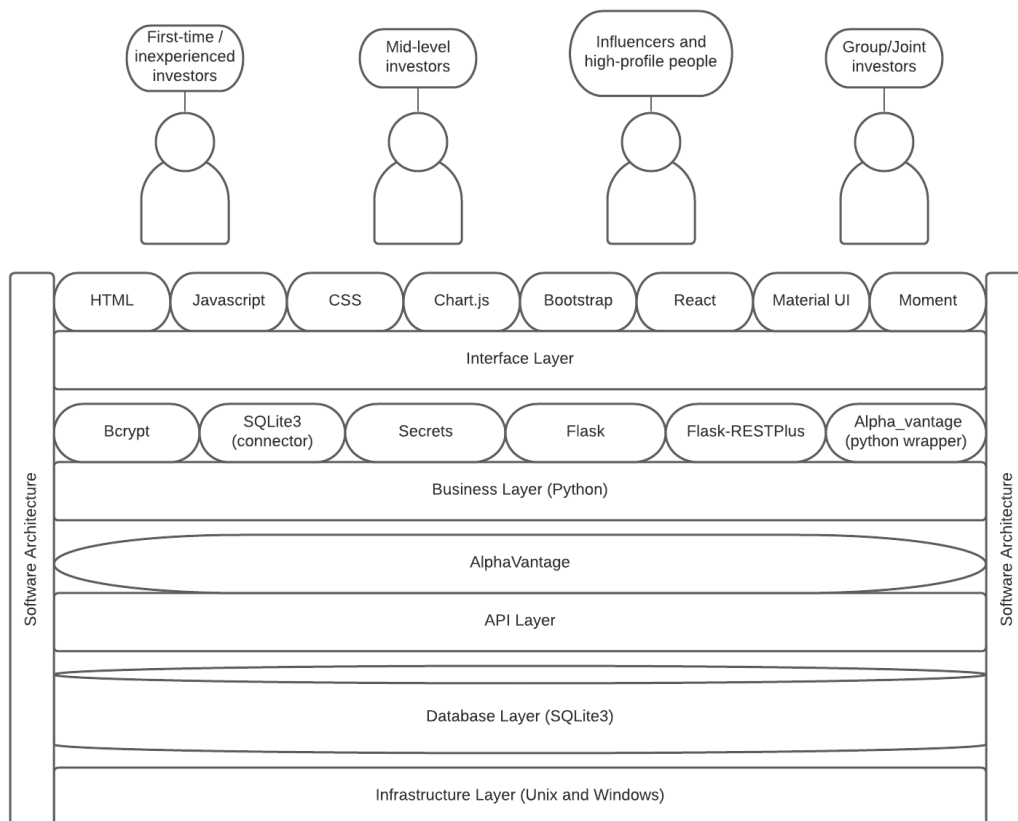 First-time /
inexperienced
investors
Mid-level
investors
Influencers and
high-profile people
Group/Joint
investors
HTML
Javascript
CSS
Chart.js
Bootstrap
React
Material UI
Moment
Interface Layer
Bcrypt
SQLite3
(connector)
Secrets
Flask
Flask-RESTPlus
Alpha_vantage
(python wrapper)
Business Layer (Python)
AlphaVantage
API Layer
Database Layer (SQLite3)
Infrastructure Layer (Unix and Windows)
Software Architecture
Software Architecture